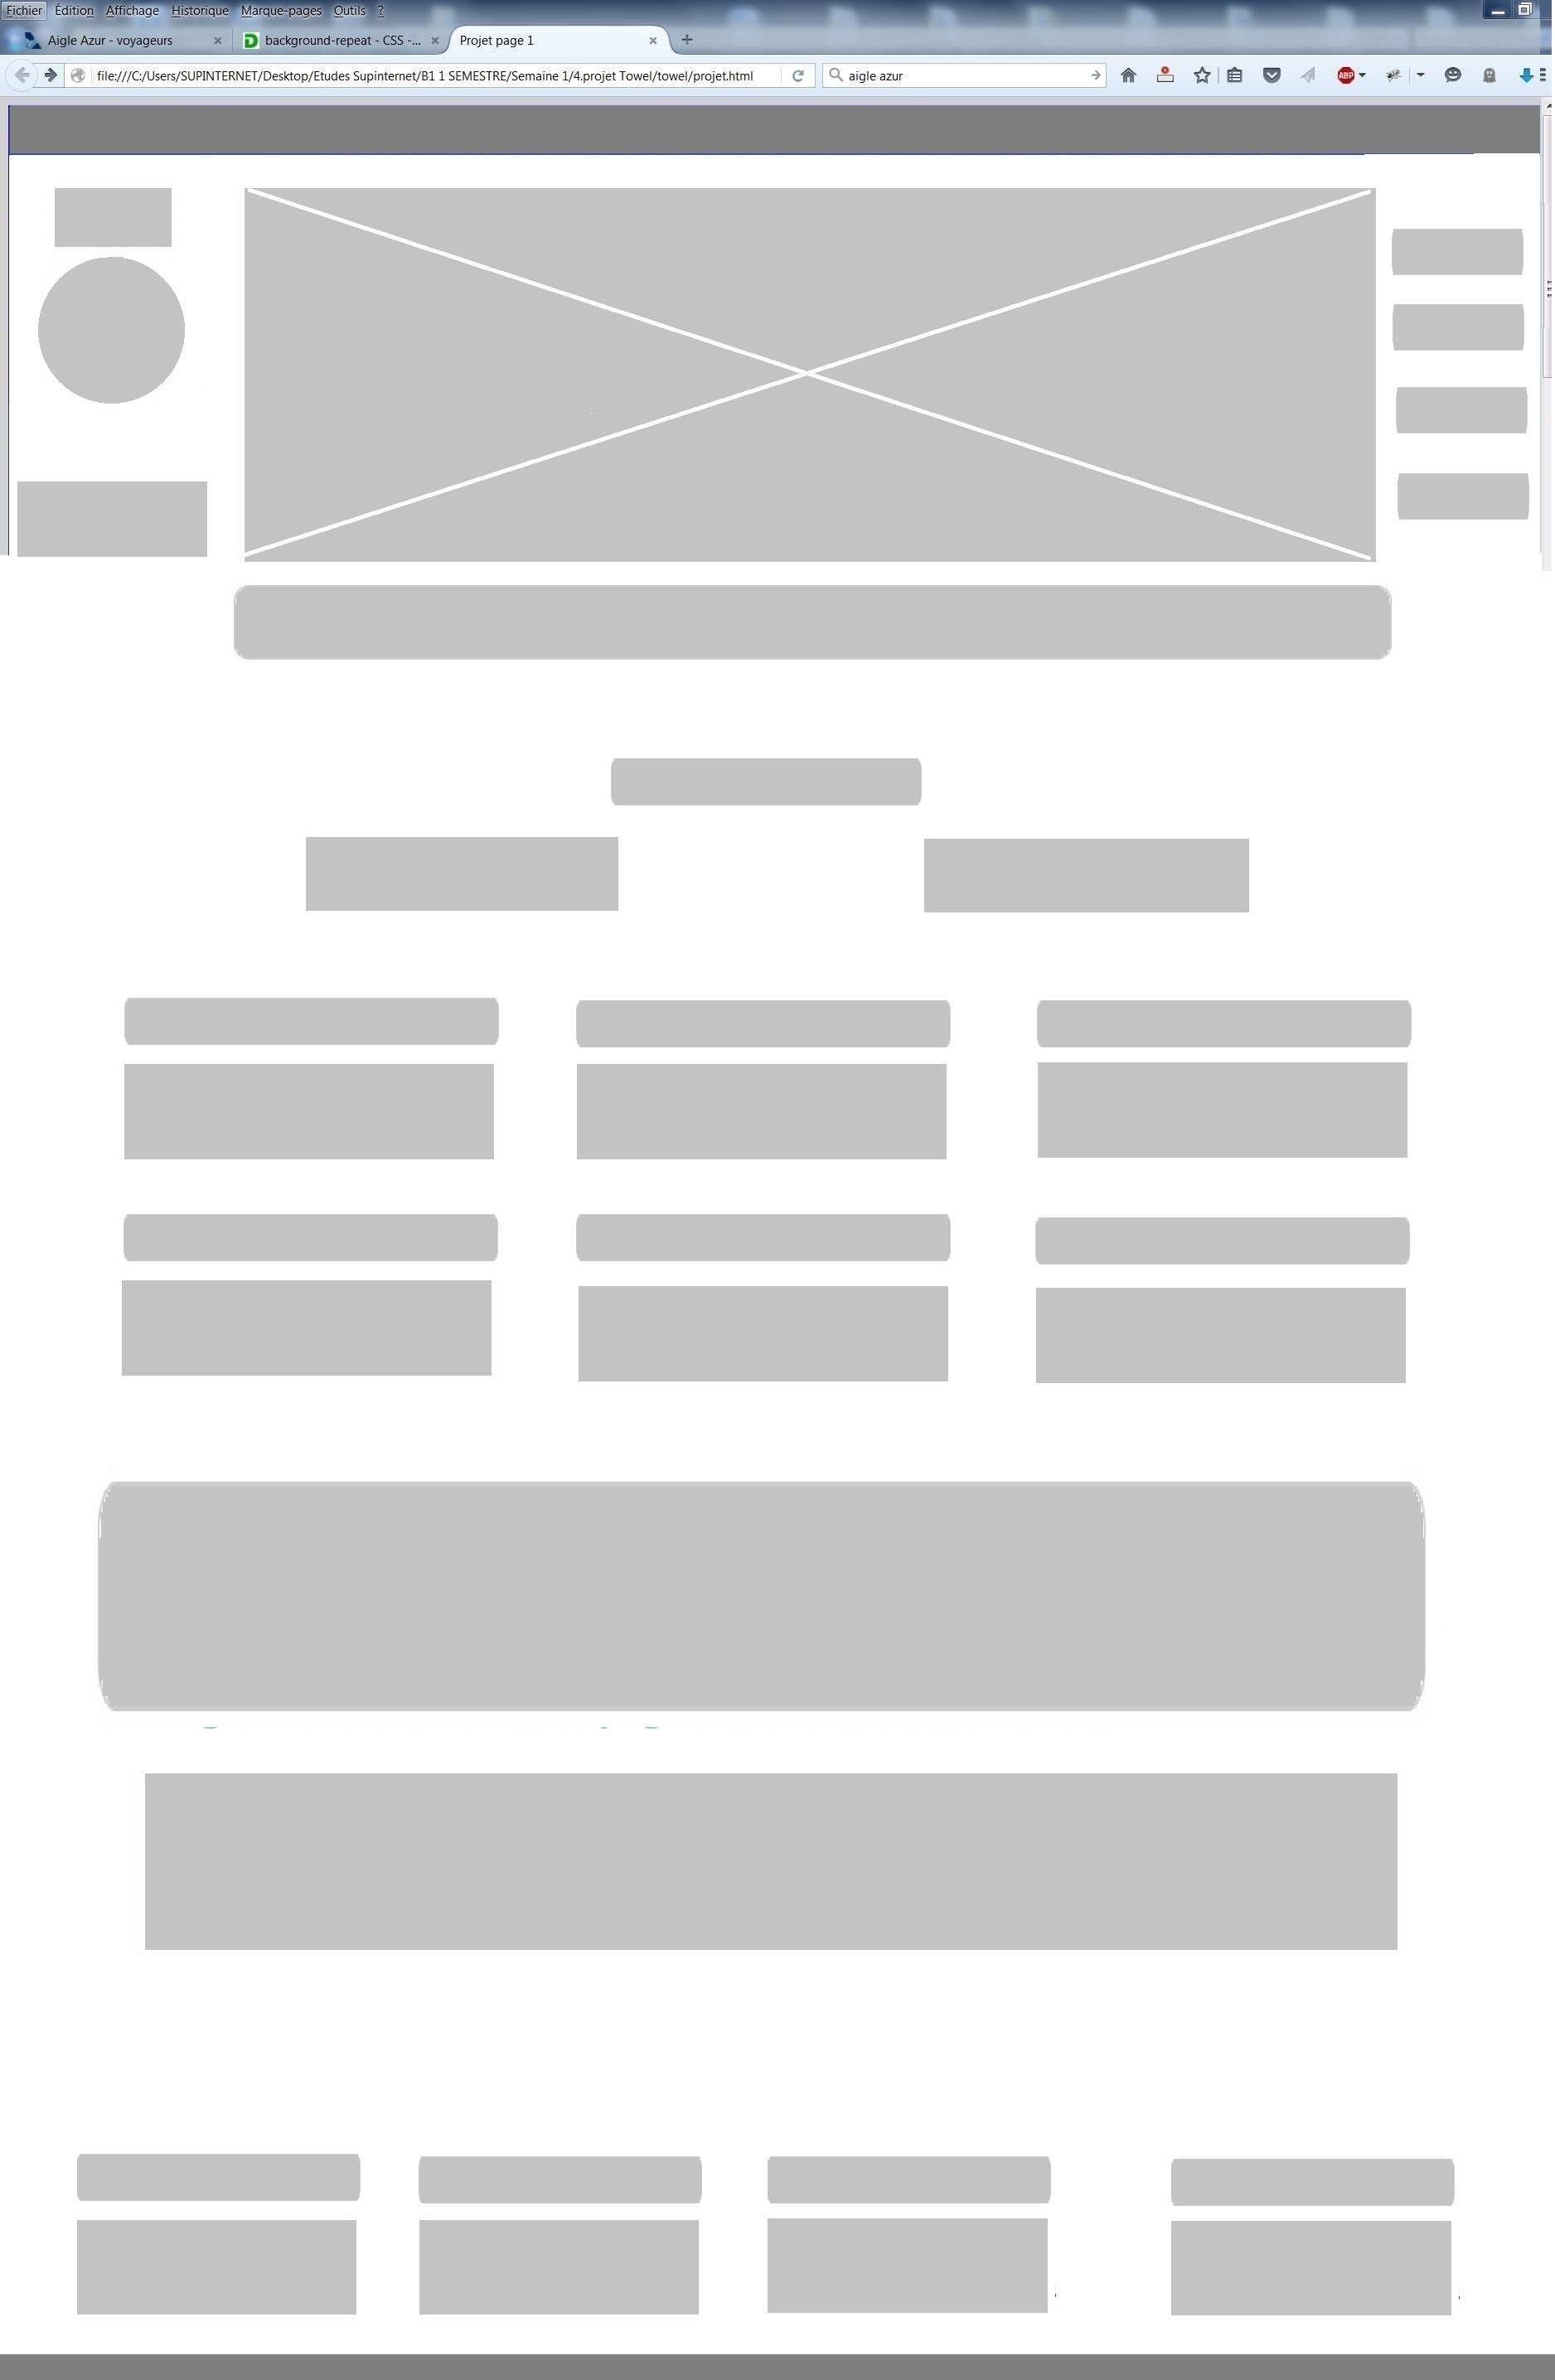 Fichier Édition Affichage Historique Marque-pages Outils ?
Aigle Azur - voyageurs
background-repeat - CSS -...
Projet page 1
file:///C:/Users/SUPINTERNET/Desktop/Etudes Supinternet/B1 1 SEMESTRE/Semaine 1/4.projet Towel/towel/projet.html
aigle azur
ABP